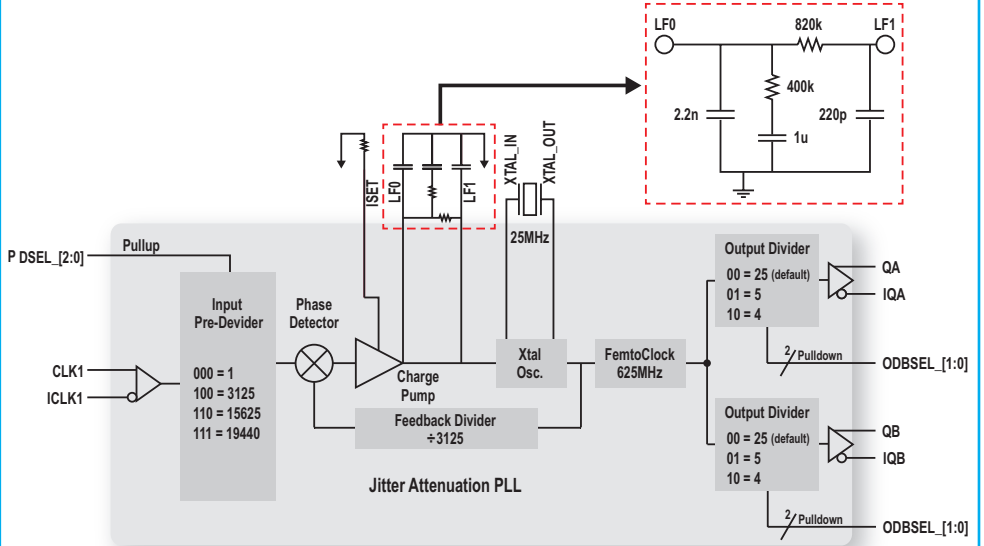 LF0
820k
LF1
400k
2.2n
220p
1u
ISET
LF0
LF1
XTAL_IN
XTAL_OUT
25MHz
P DSEL_[2:0]
Pullup
Input
Pre-Devider
000 = 1
100 = 3125
110 = 15625
111 = 19440
CLK1
ICLK1
Phase
Detector
Charge
Pump
Xtal
Osc.
FemtoClock
625MHz
Feedback Divider
÷3125
Jitter Attenuation PLL
Output Divider
00 = 25 (default)
01 = 5
10 = 4
QA
IQA
2
Pulldown
ODBSEL_[1:0]
Output Divider
00 = 25 (default)
01 = 5
10 = 4
QB
IQB
2
Pulldown
ODBSEL_[1:0]